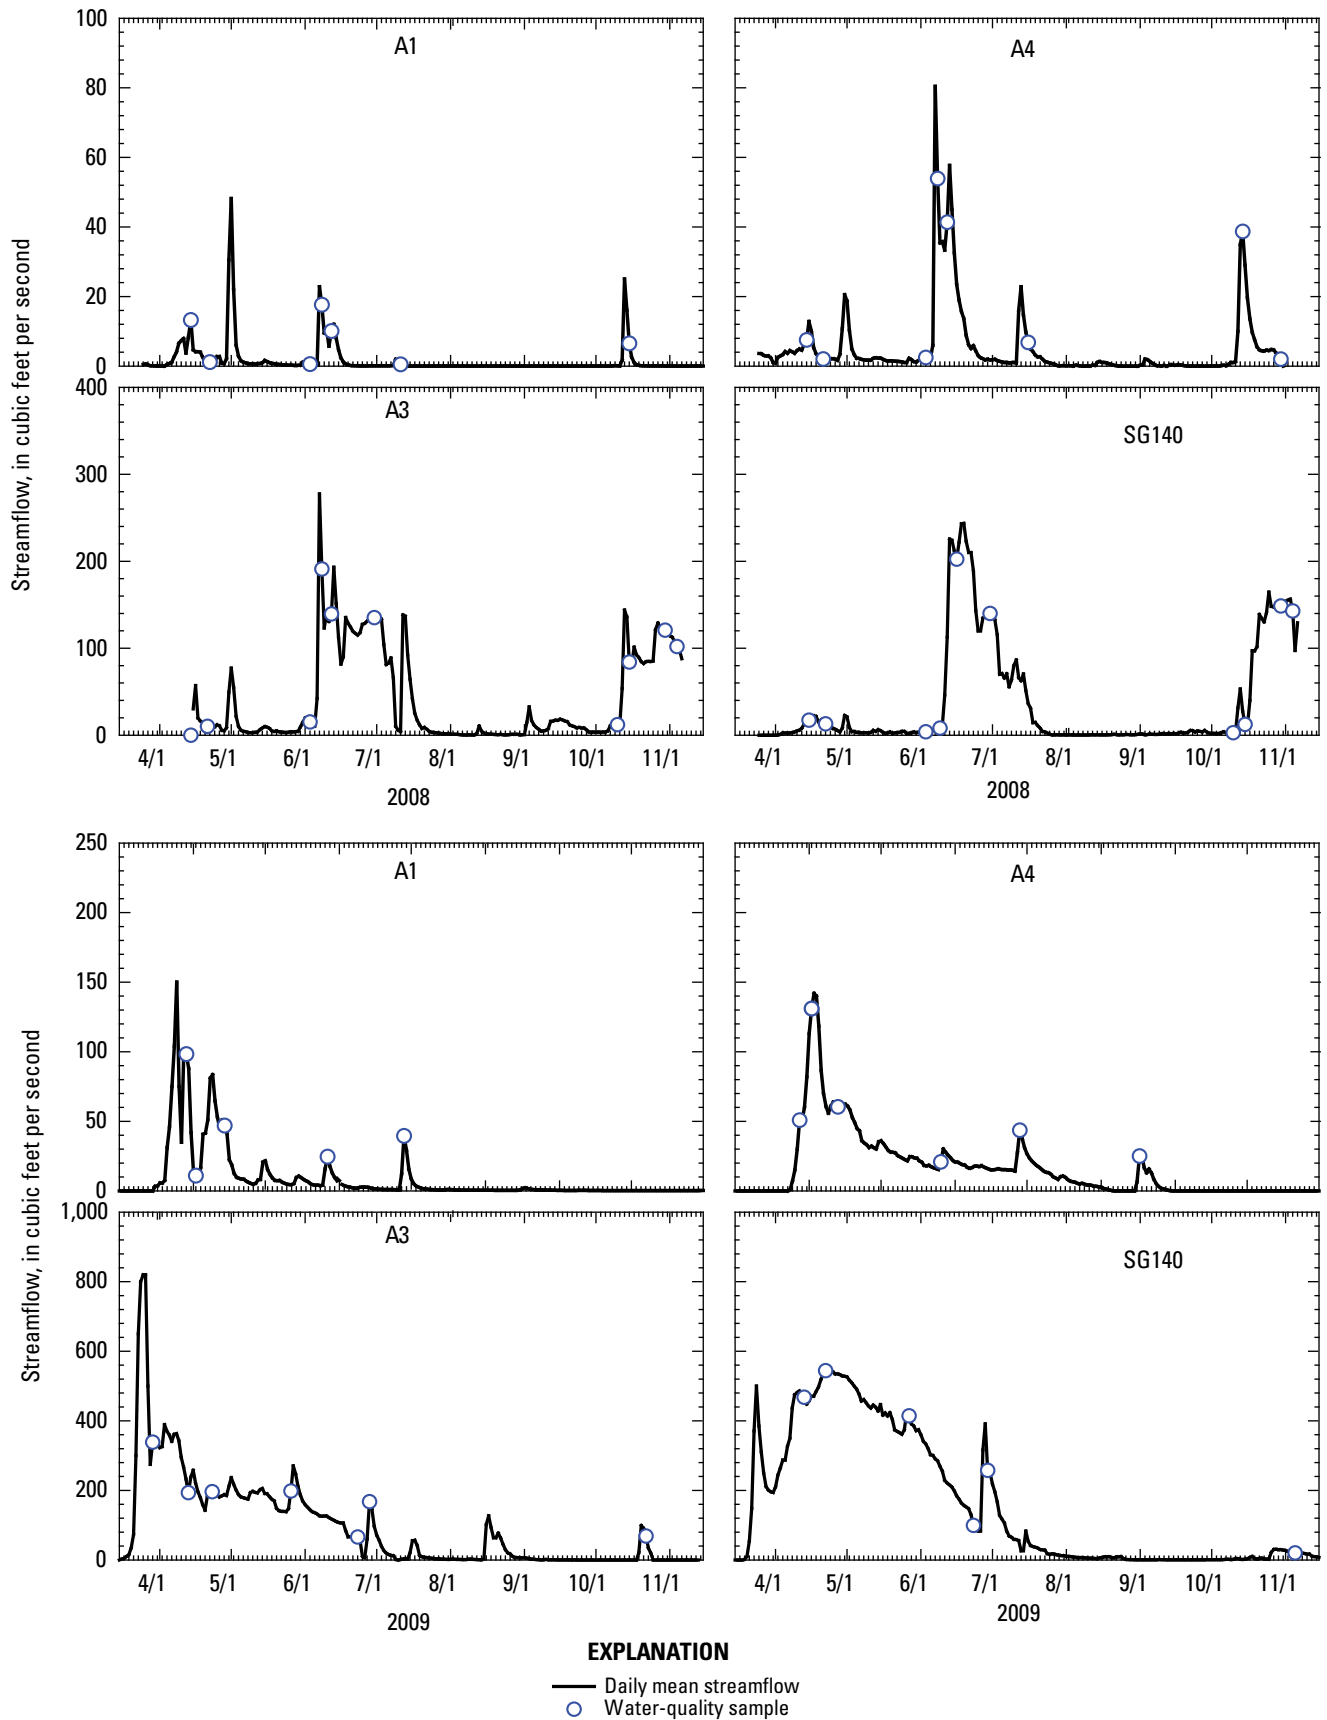 100
80
60
40
20
0
A1
A4
400
300
200
100
0
A3
SG140
Streamflow, in cubic feet per second
4/1 5/1 6/1 7/1 8/1 9/1 10/1 11/1
2008
4/1 5/1 6/1 7/1 8/1 9/1 10/1 11/1
2008
250
200
150
100
50
0
A1
A4
1,000
800
600
400
200
0
A3
SG140
Streamflow, in cubic feet per second
4/1 5/1 6/1 7/1 8/1 9/1 10/1 11/1
2009
4/1 5/1 6/1 7/1 8/1 9/1 10/1 11/1
2009
EXPLANATION
Daily mean streamflow
Water-quality sample